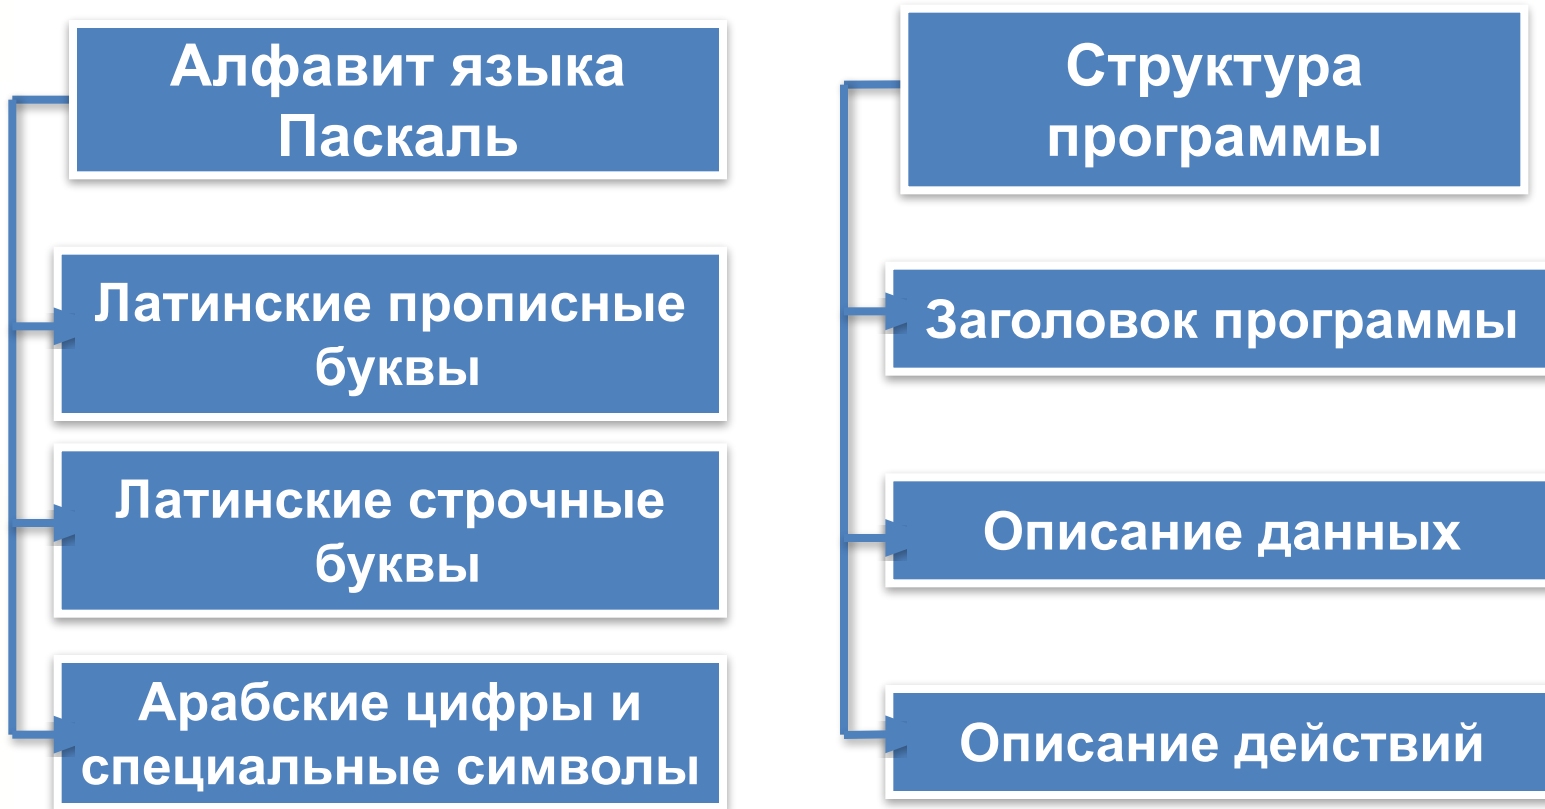 Алфавит языка
Паскаль
Латинские прописные
буквы
Латинские строчные
буквы
Арабские цифры и
специальные символы
Структура
программы
Заголовок программы
Описание данных
Описание действий